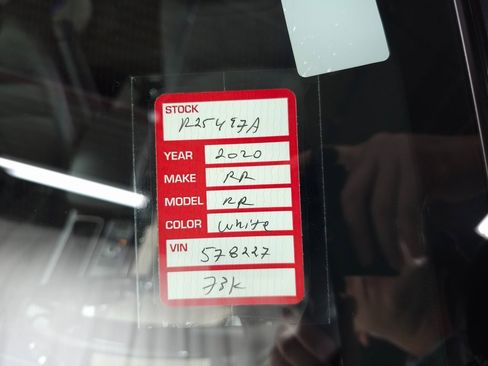 STOCK
R25497A
YEAR 2020
MAKE RR
MODEL RR
COLOR White
VIN
578227
73K